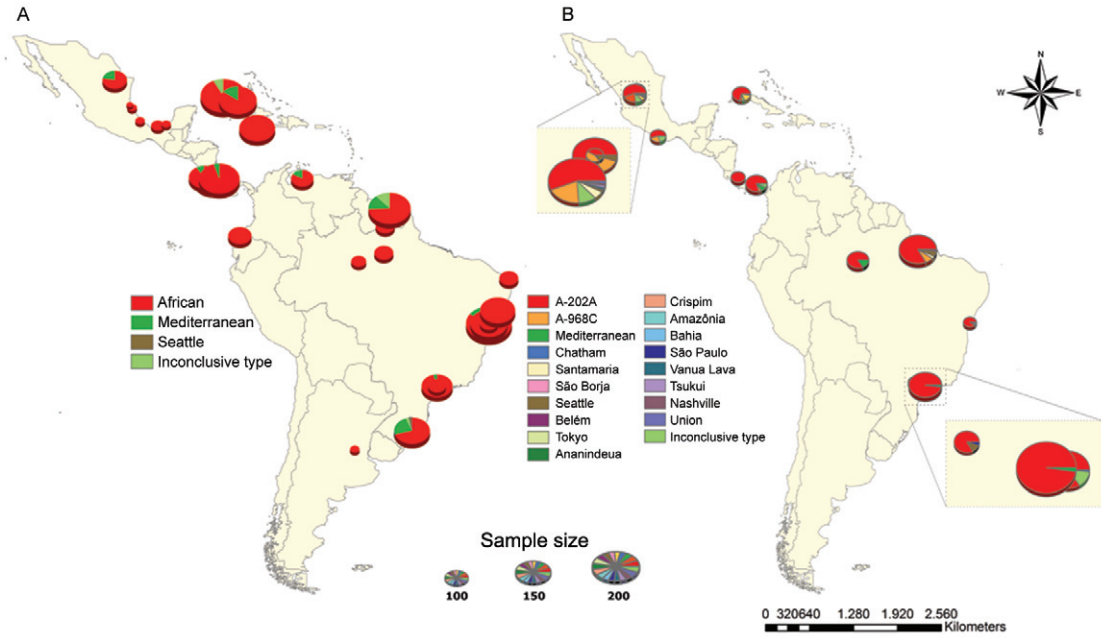 A
B
N
W E
S
African
Mediterranean
Seattle
Inconclusive type
A-202A
A-968C
Mediterranean
Chatham
Santamaria
São Borja
Seattle
Belém
Tokyo
Ananindeua
Crispim
Amazônia
Bahia
São Paulo
Vanua Lava
Tsukui
Nashville
Union
Inconclusive type
Sample size
100 150 200
0 320640 1.280 1.920 2.560
Kilometers